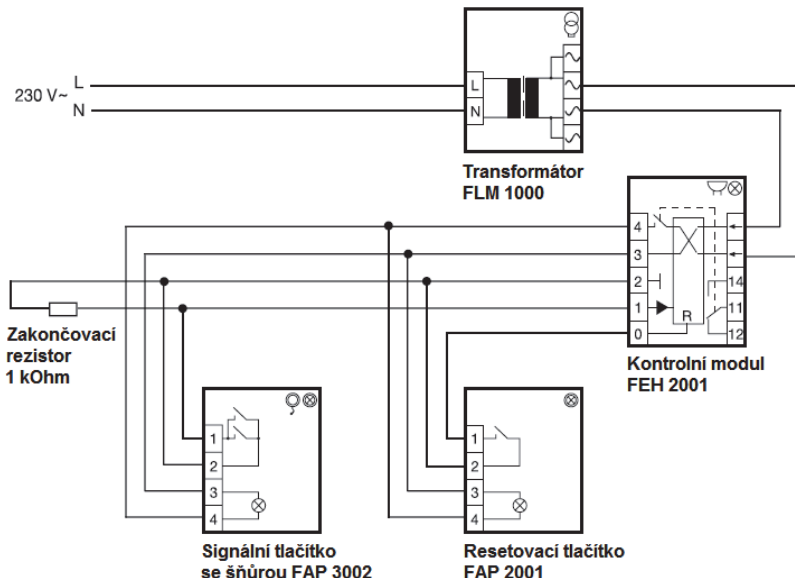 230 V~
L
N
L
N
Transformátor
FLM 1000
4
3
2
1
0
R
14
11
12
Kontrolní modul
FEH 2001
Zakončovací
rezistor
1 kOhm
1
2
3
4
Signální tlačítko
se šňůrou FAP 3002
1
2
3
4
Resetovací tlačítko
FAP 2001